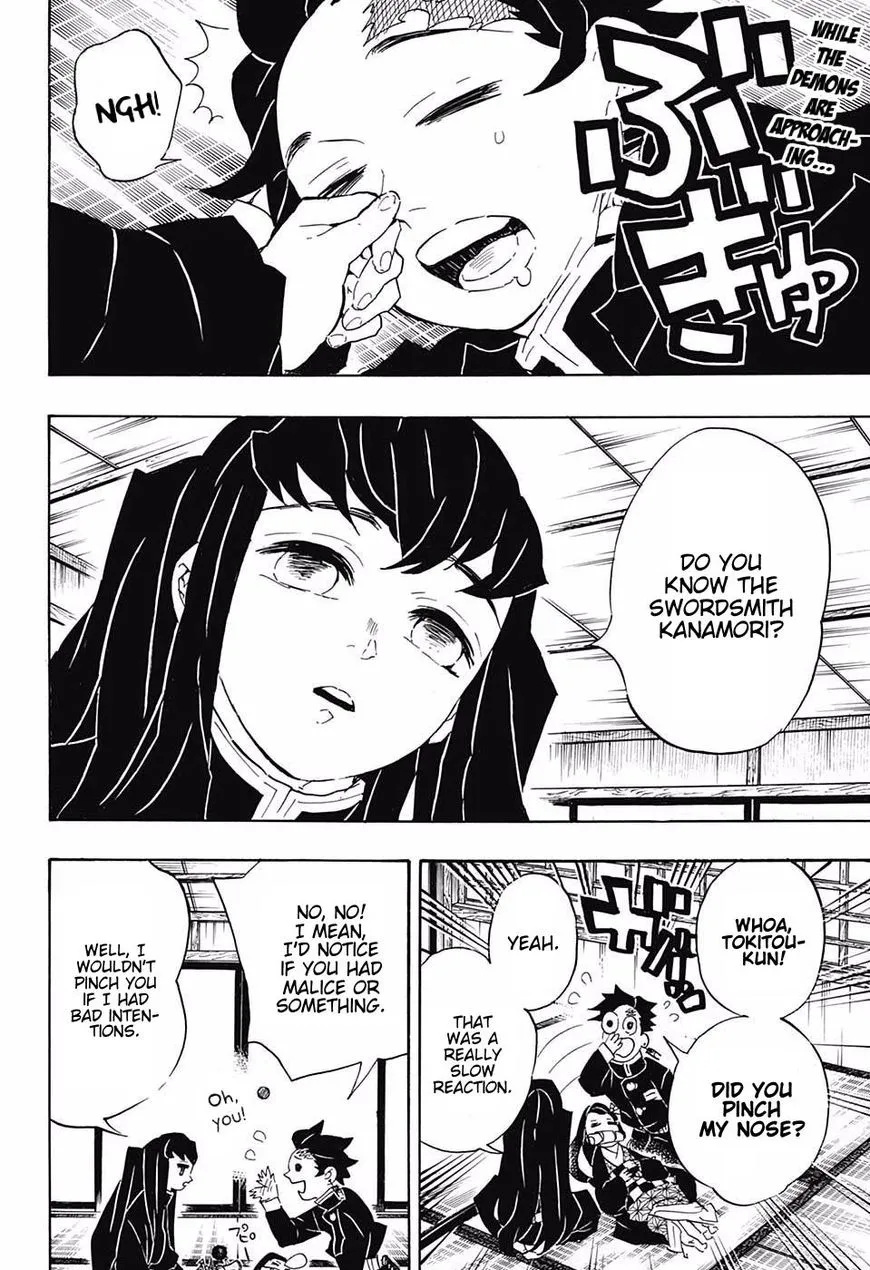 WHILE
THE
DEMONS
ARE
APPROACH-
ING...
ぶ
ぎゅ
NGH!
DO YOU
KNOW THE
SWORDSMITH
KANAMORI?
WHOA,
TOKITOU-
KUN!
DID YOU
PINCH
MY NOSE?
YEAH.
THAT
WAS A
REALLY
SLOW
REACTION.
NO, NO!
I MEAN,
I'D NOTICE
IF YOU HAD
MALICE OR
SOMETHING.
Oh,
you!
WELL, I
WOULDN'T
PINCH YOU
IF I HAD
BAD INTEN-
TIONS.